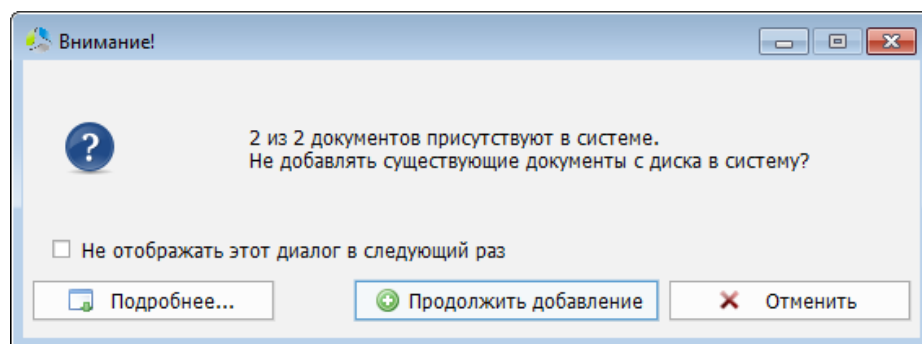 Внимание!
2 из 2 документов присутствуют в системе.
Не добавлять существующие документы с диска в систему?
Не отображать этот диалог в следующий раз
Подробнее... Продолжить добавление Отменить